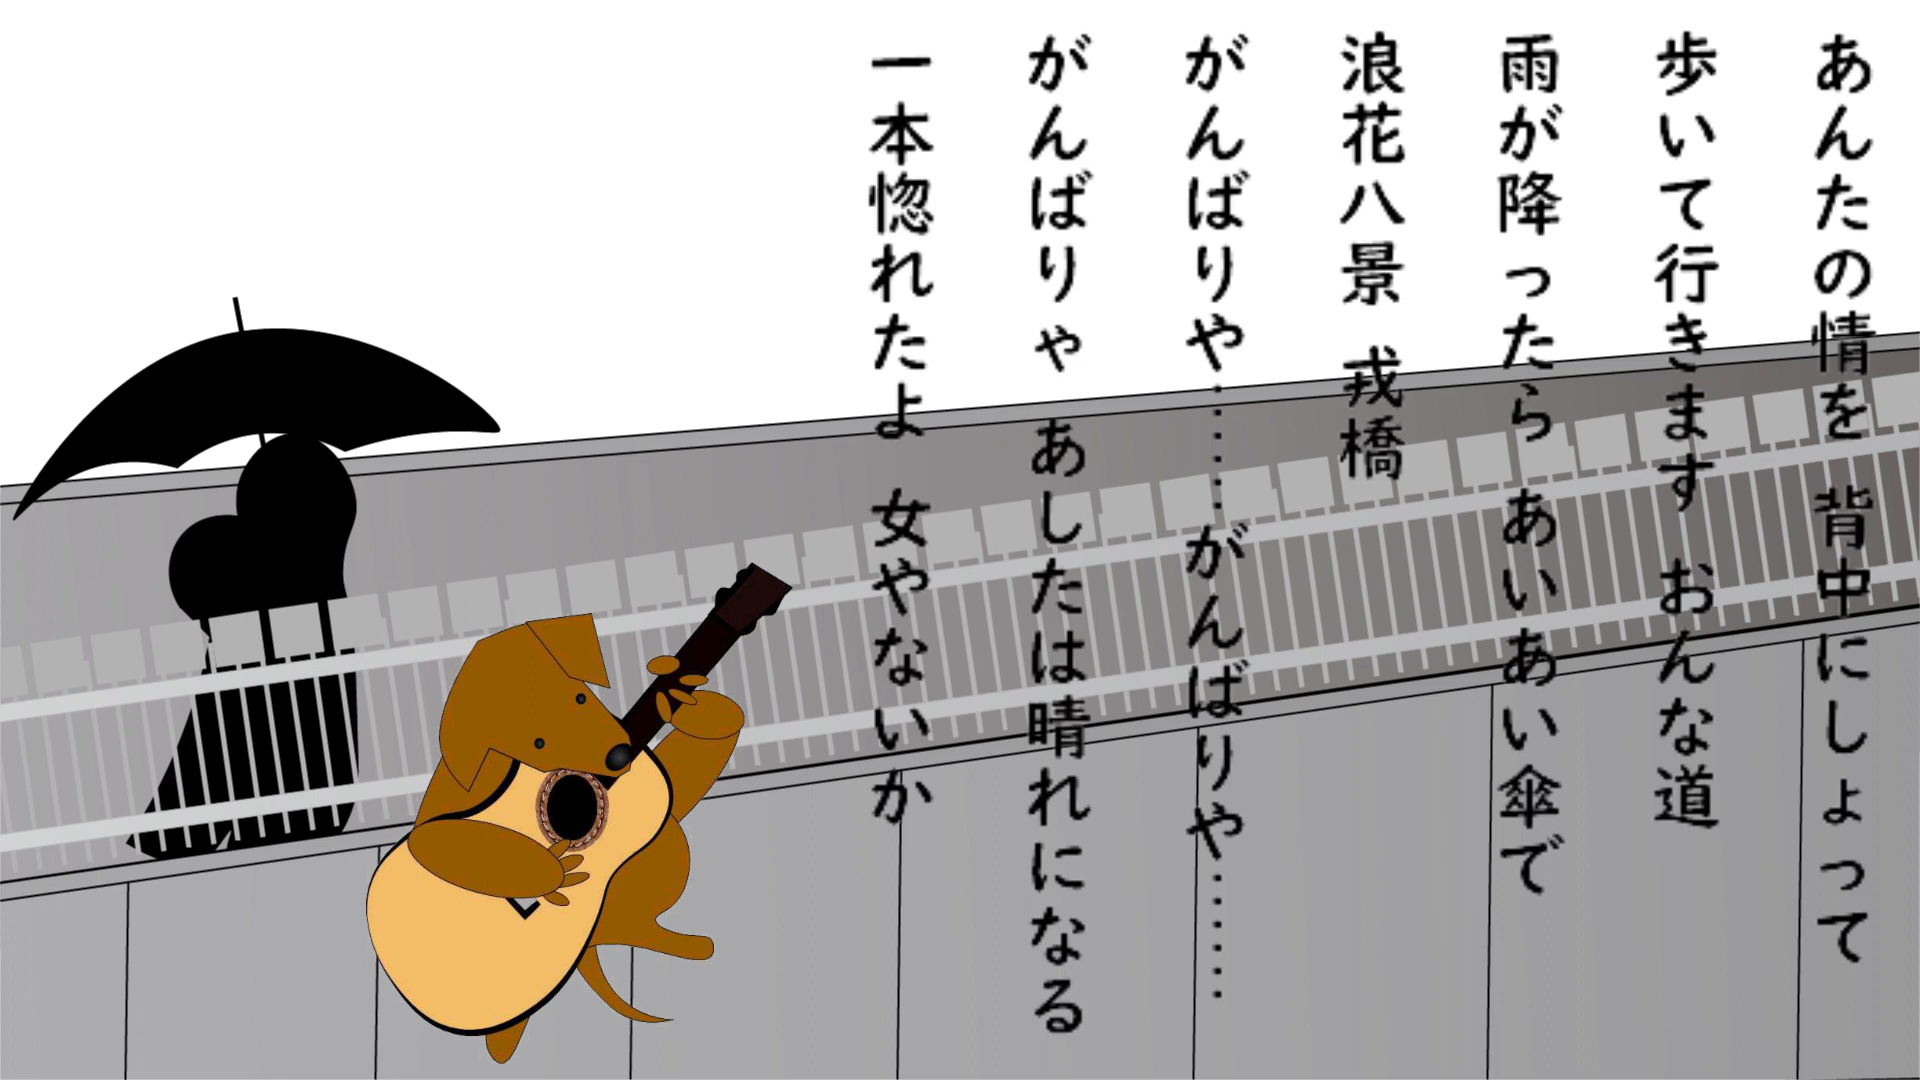 あんたの情を　背中にしょって
歩いて行きます　おんな道
雨が降ったら　あいあい傘で
浪花八景　戎橋
がんばりや……がんばりや……
がんばりゃ　あしたは晴れになる
一本惚れたよ　女やないか